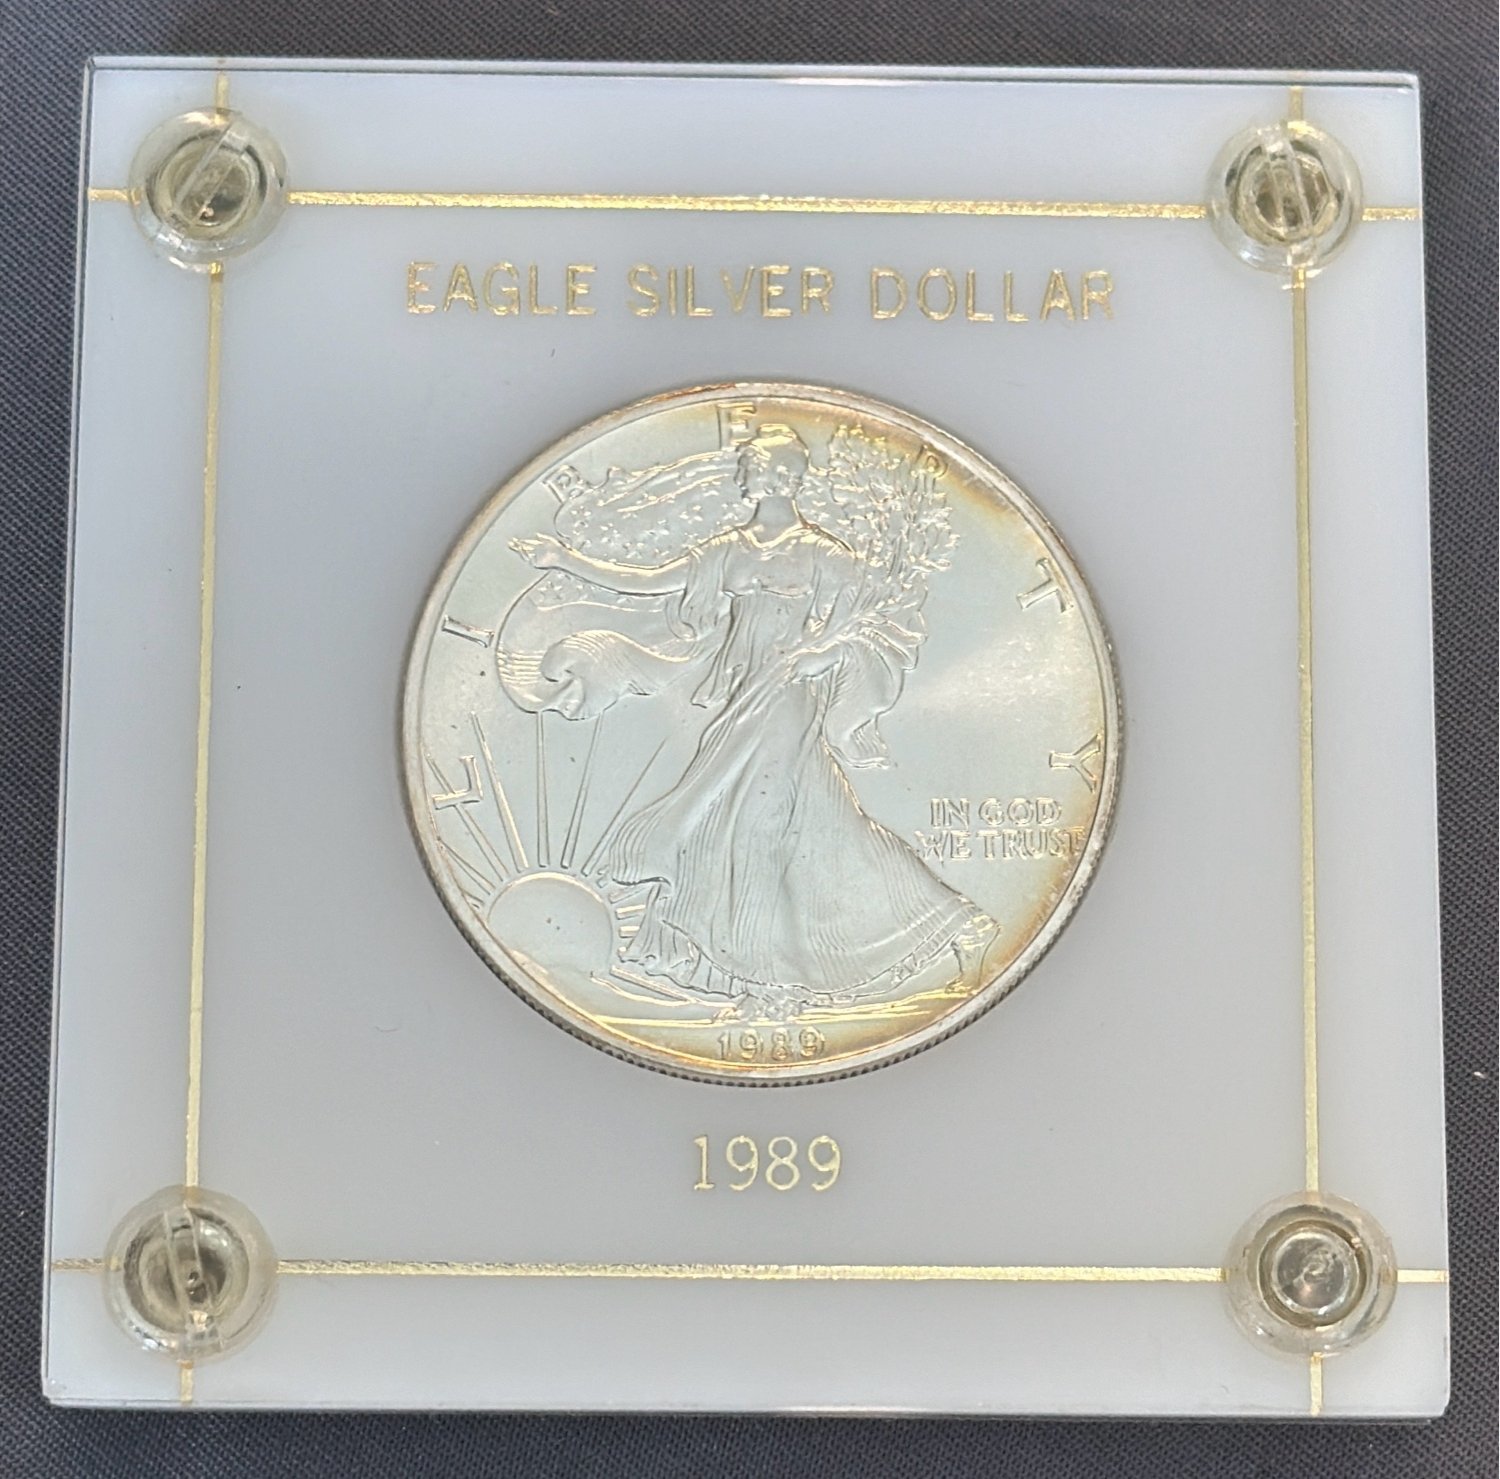 EAGLE SILVER DOLLAR
LIBERTY
IN GOD
WE TRUST
1989
1989